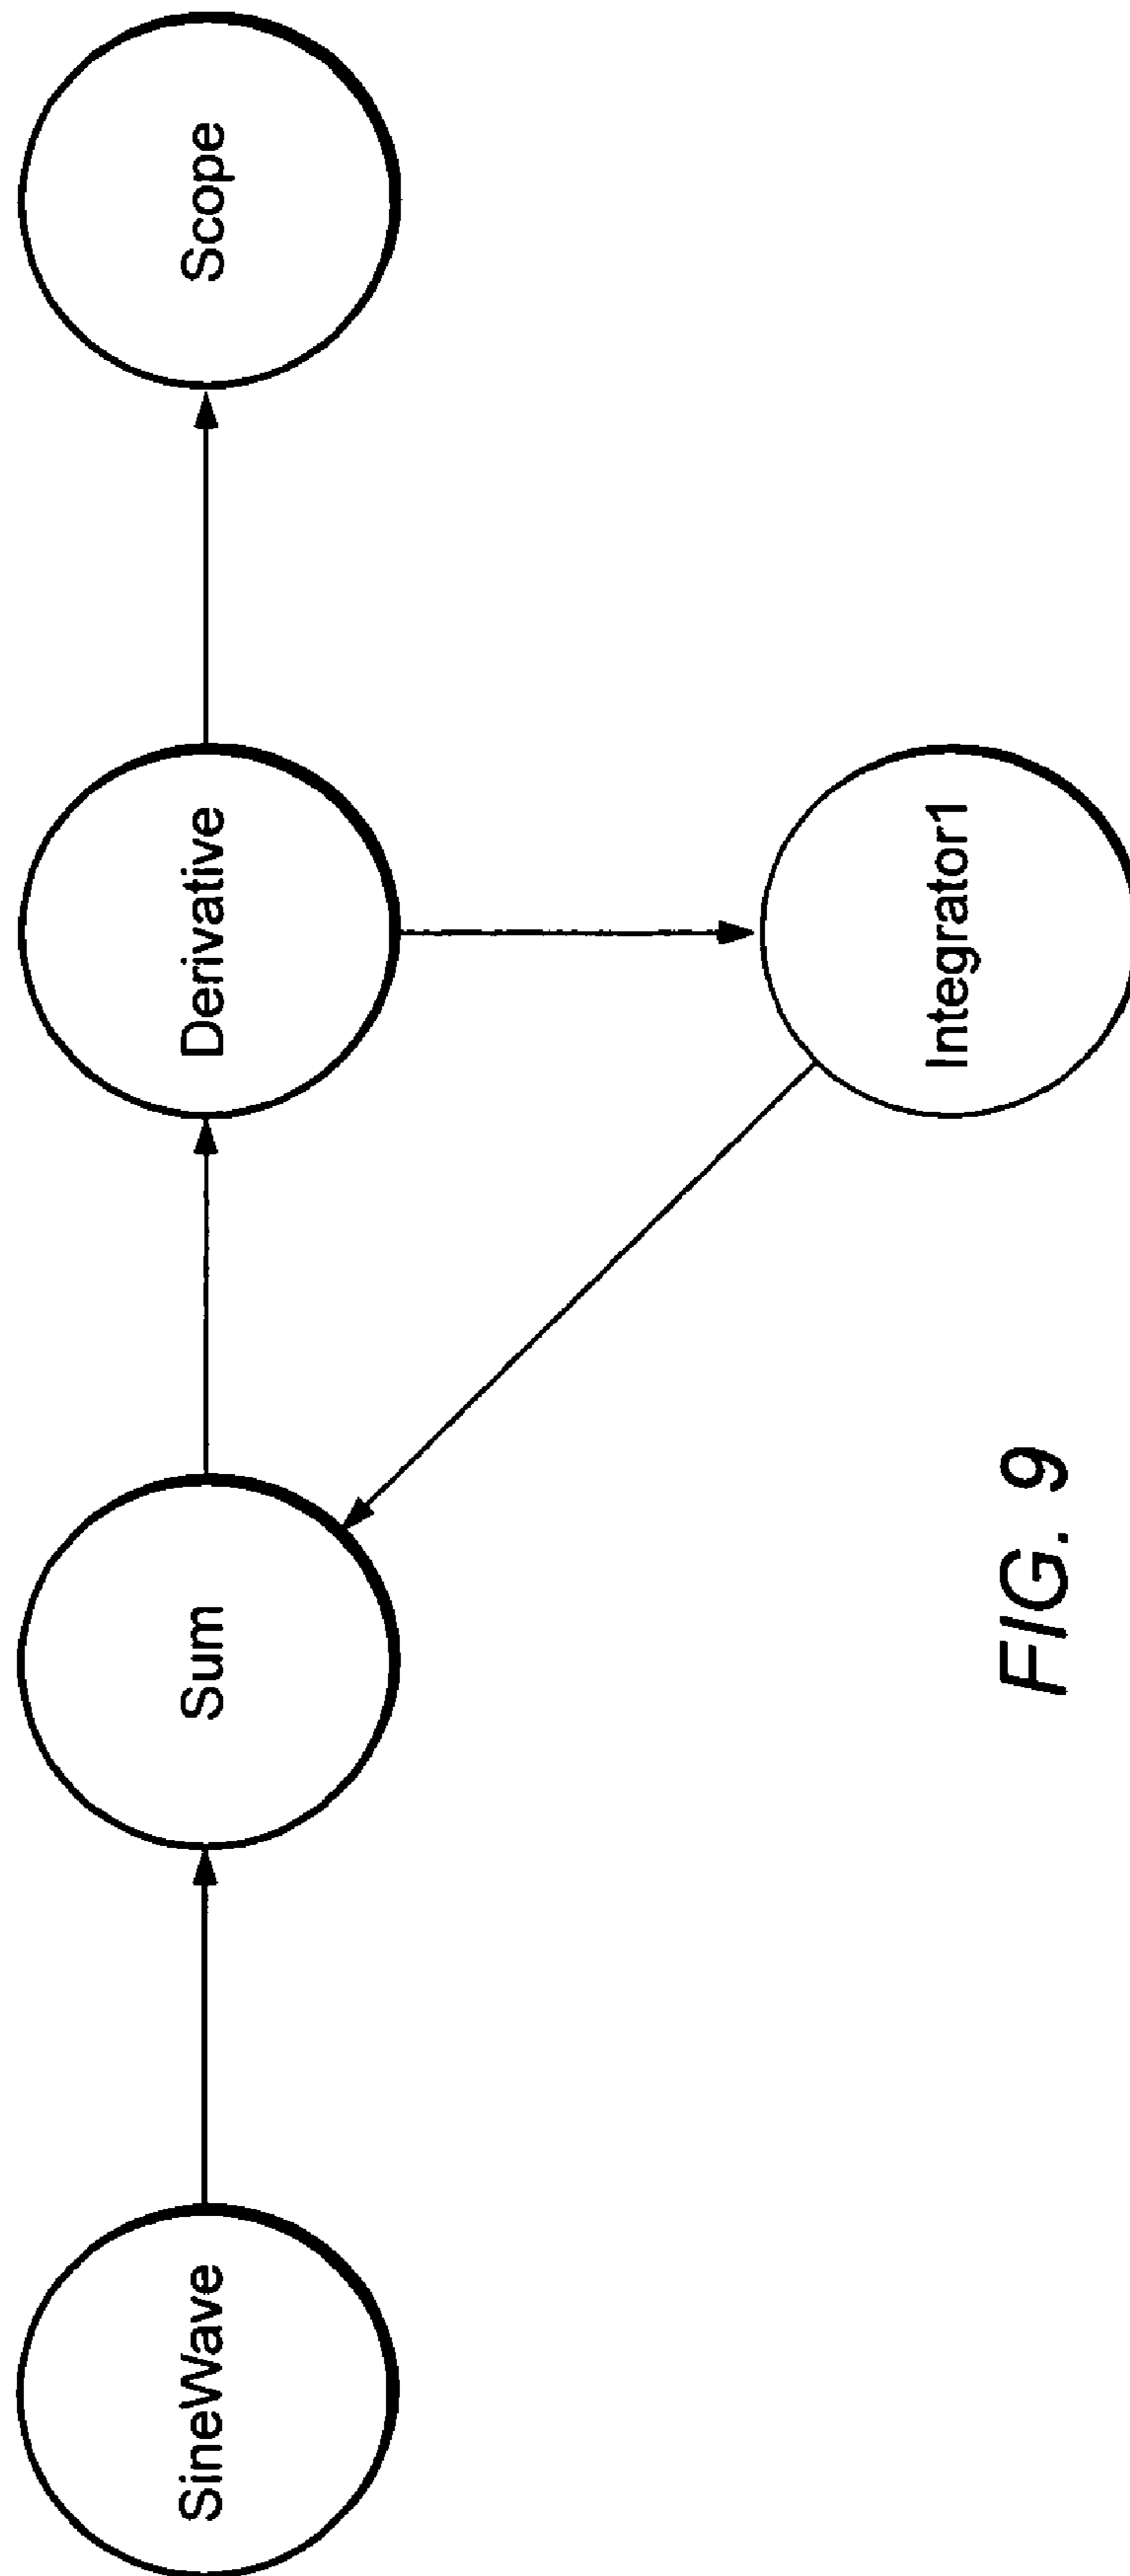 SineWave
Sum
Derivative
Scope
Integrator1
FIG. 9